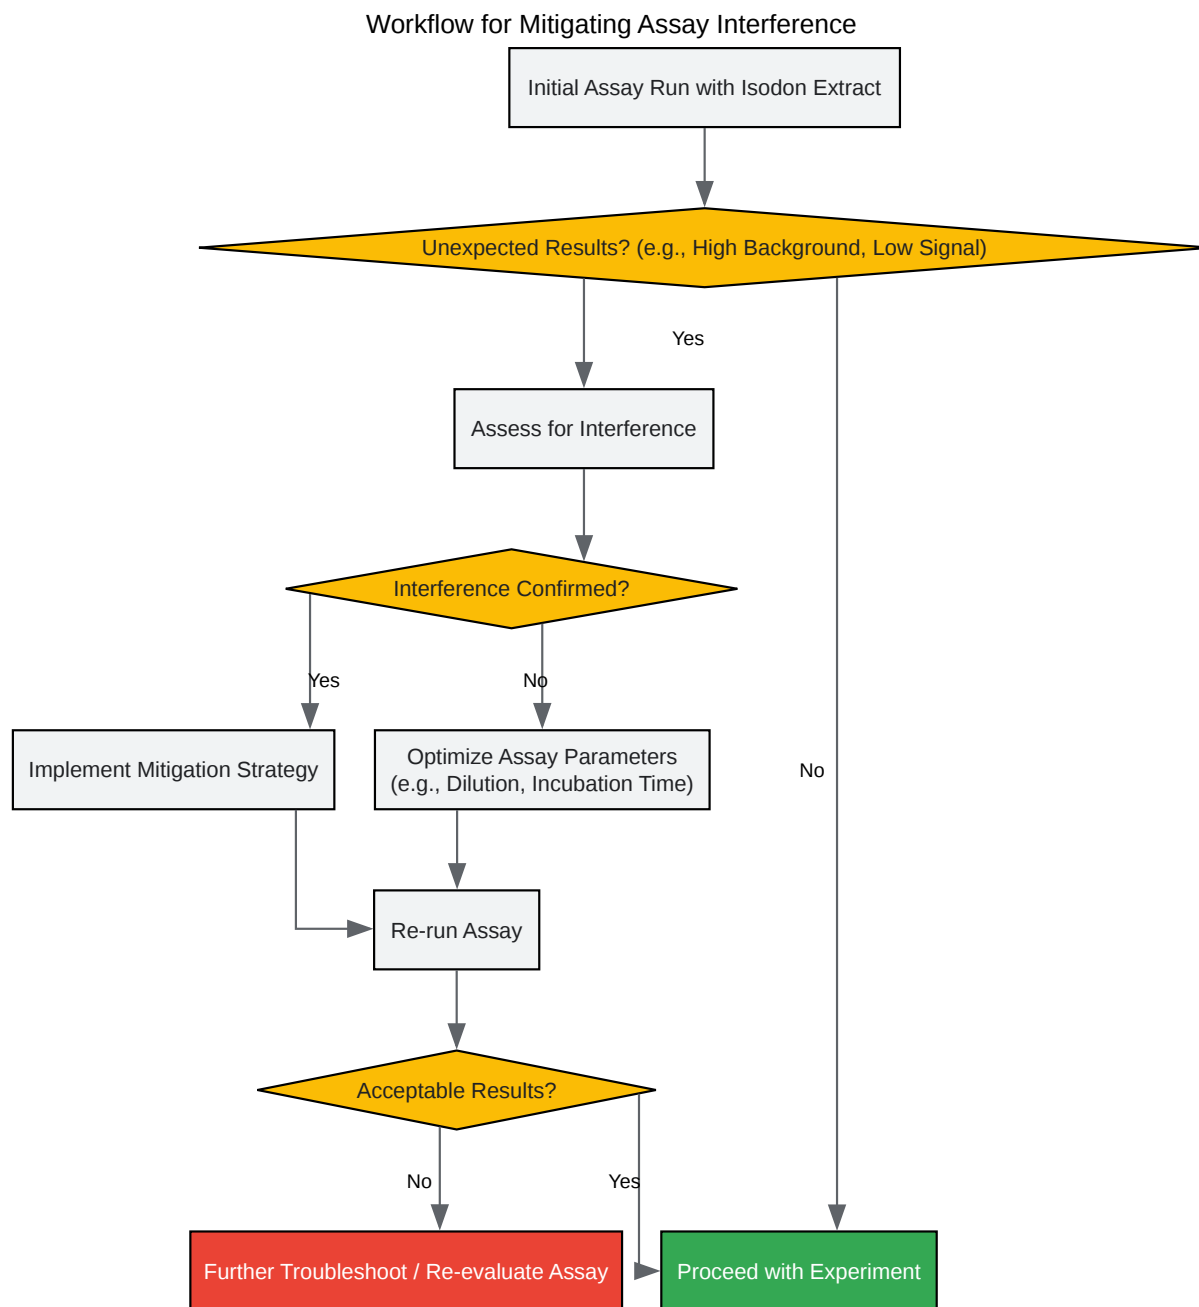 Workflow for Mitigating Assay Interference
Initial Assay Run with Isodon Extract
Unexpected Results? (e.g., High Background, Low Signal)
Yes
Assess for Interference
Interference Confirmed?
Yes
No
Implement Mitigation Strategy
Optimize Assay Parameters
(e.g., Dilution, Incubation Time)
No
Re-run Assay
Acceptable Results?
No
Yes
Further Troubleshoot / Re-evaluate Assay
Proceed with Experiment